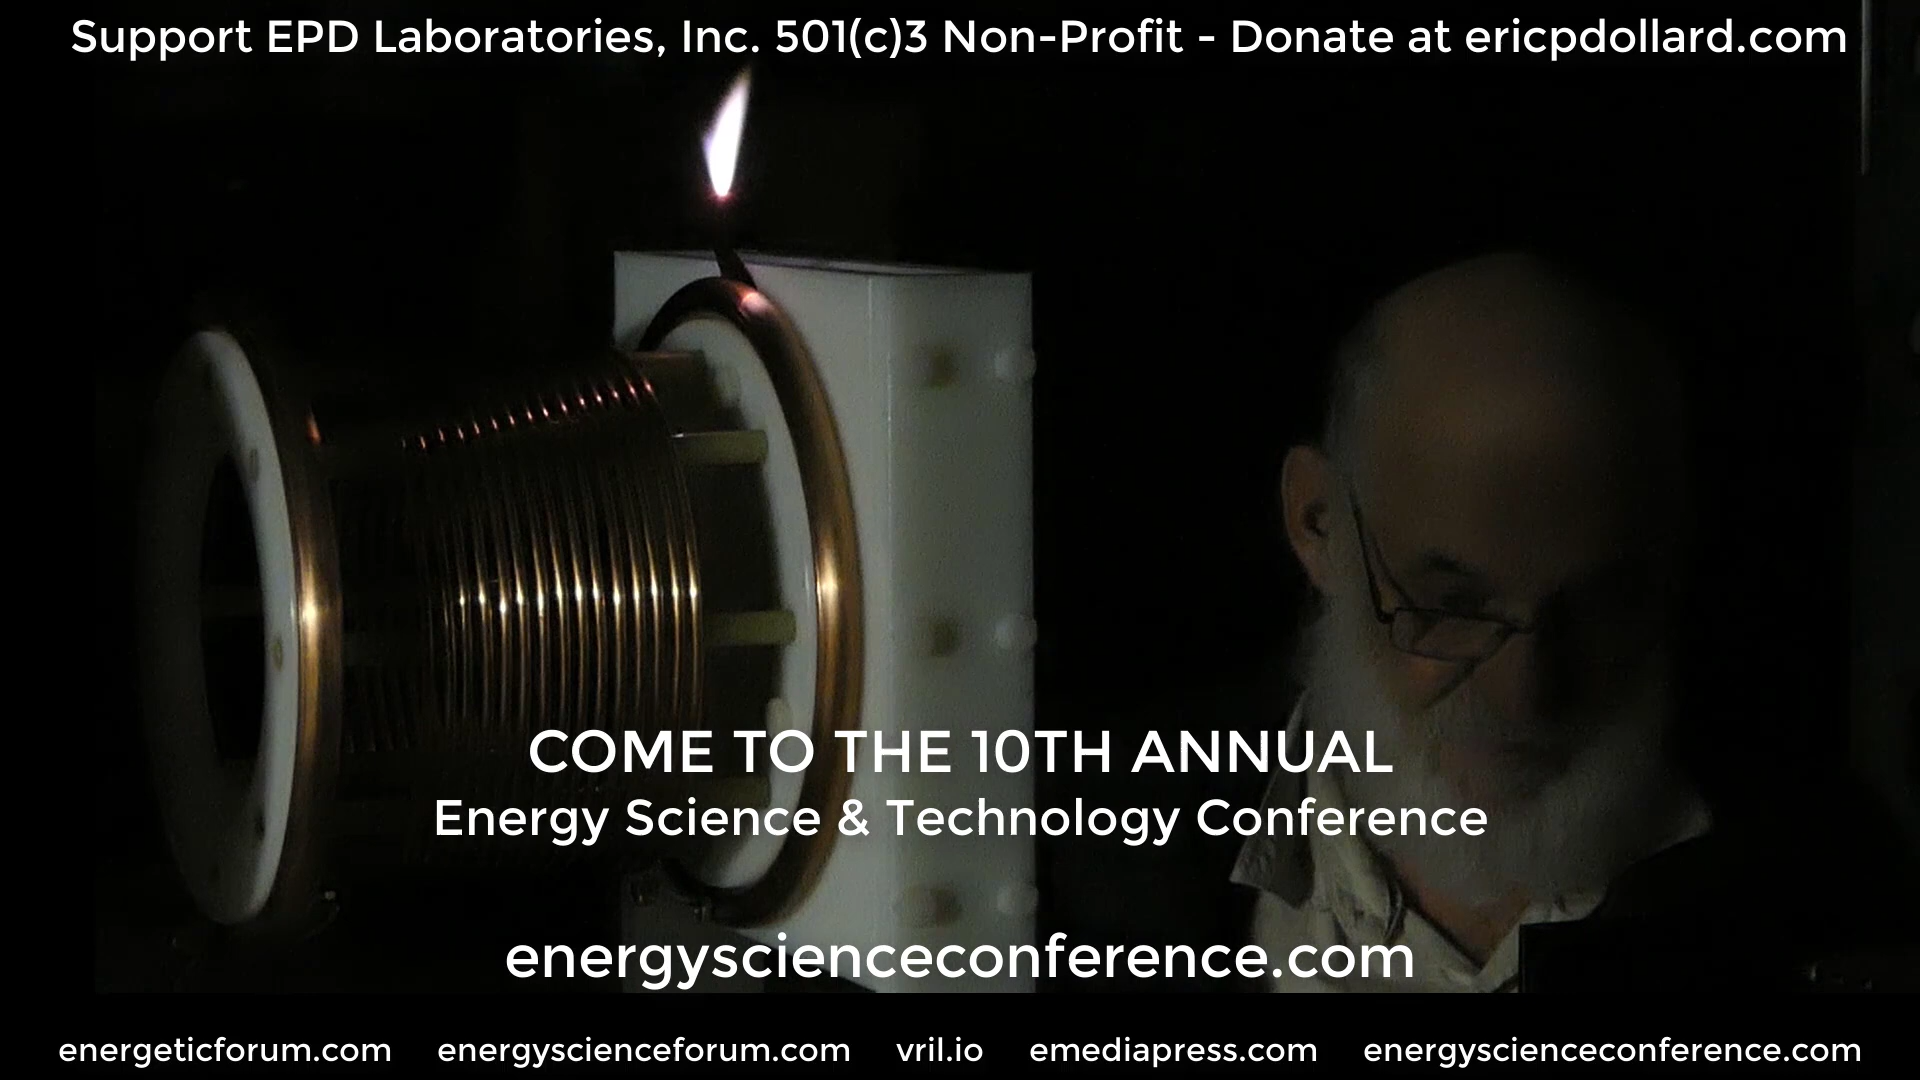 Support EPD Laboratories, Inc. 501(c)3 Non-Profit - Donate at ericpdollard.com
COME TO THE 10TH ANNUAL
Energy Science & Technology Conference
energyscienceconference.com
energeticforum.com energyscienceforum.com vril.io emediapress.com energyscienceconference.com